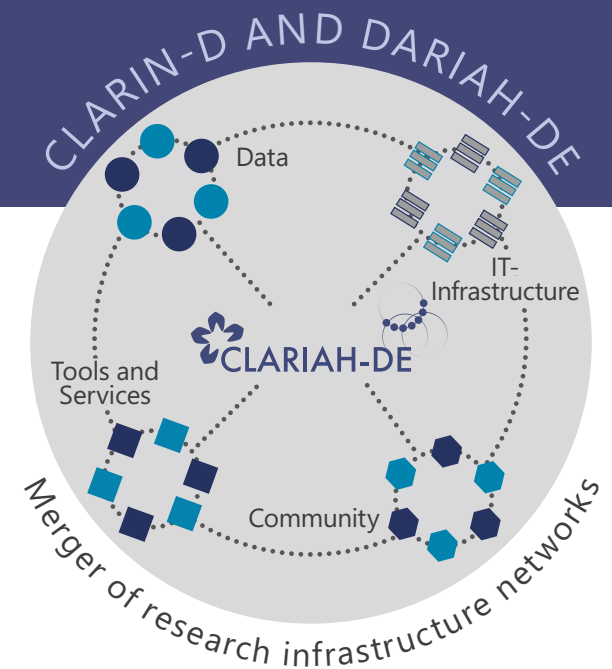 CLARIN-D AND DARIAH-DE
Data
IT-
Infrastructure
CLARIAH-DE
Tools and
Services
Community
Merger of research infrastructure networks